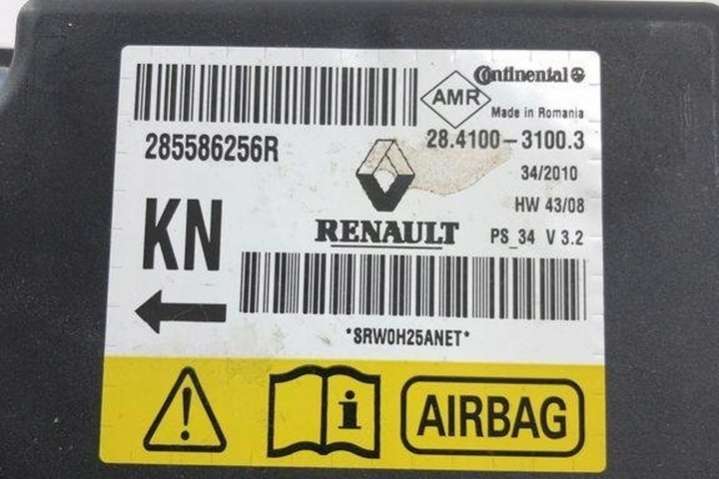 Continental
AMR
Made in Romania
285586256R
28.4100-3100.3
34/2010
KN
HW 43/08
RENAULT
PS_34 V 3.2
*SRW0H25ANET*
i
AIRBAG